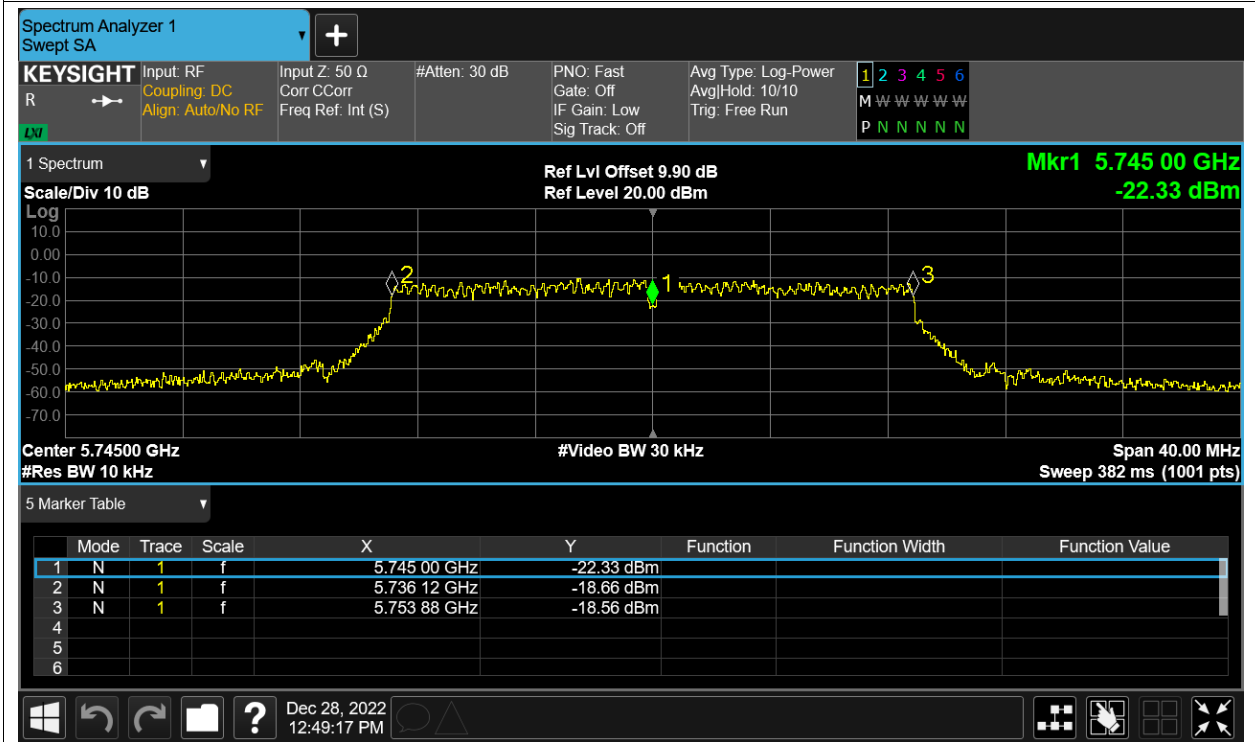 Spectrum Analyzer 1
Swept SA
+
KEYSIGHT
R
LXI
Input: RF
Coupling: DC
Align: Auto/No RF
Input Z: 50 Ω
Corr CCorr
Freq Ref: Int (S)
#Atten: 30 dB
PNO: Fast
Gate: Off
IF Gain: Low
Sig Track: Off
Avg Type: Log-Power
Avg|Hold: 10/10
Trig: Free Run
1 2 3 4 5 6
M W W W W W
P N N N N N
1 Spectrum
Scale/Div 10 dB
Ref Lvl Offset 9.90 dB
Ref Level 20.00 dBm
Mkr1 5.745 00 GHz
-22.33 dBm
Log
10.0
0.00
-10.0
-20.0
-30.0
-40.0
-50.0
-60.0
-70.0
2
1
3
Center 5.74500 GHz
#Video BW 30 kHz
Span 40.00 MHz
#Res BW 10 kHz
Sweep 382 ms (1001 pts)
5 Marker Table
Mode Trace Scale X Y Function Function Width Function Value
1 N 1 f 5.745 00 GHz -22.33 dBm
2 N 1 f 5.736 12 GHz -18.66 dBm
3 N 1 f 5.753 88 GHz -18.56 dBm
4
5
6
?
Dec 28, 2022
12:49:17 PM